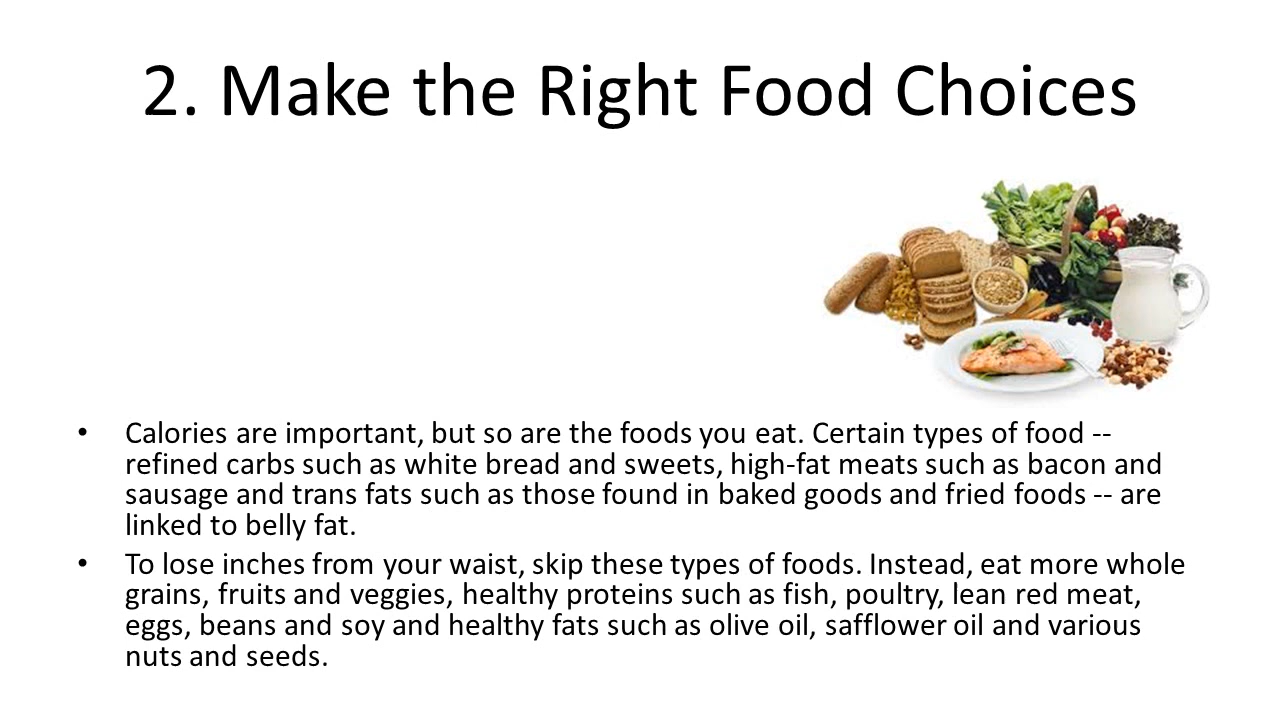 2. Make the Right Food Choices
• Calories are important, but so are the foods you eat. Certain types of food --
refined carbs such as white bread and sweets, high-fat meats such as bacon and
sausage and trans fats such as those found in baked goods and fried foods -- are
linked to belly fat.
• To lose inches from your waist, skip these types of foods. Instead, eat more whole
grains, fruits and veggies, healthy proteins such as fish, poultry, lean red meat,
eggs, beans and soy and healthy fats such as olive oil, safflower oil and various
nuts and seeds.